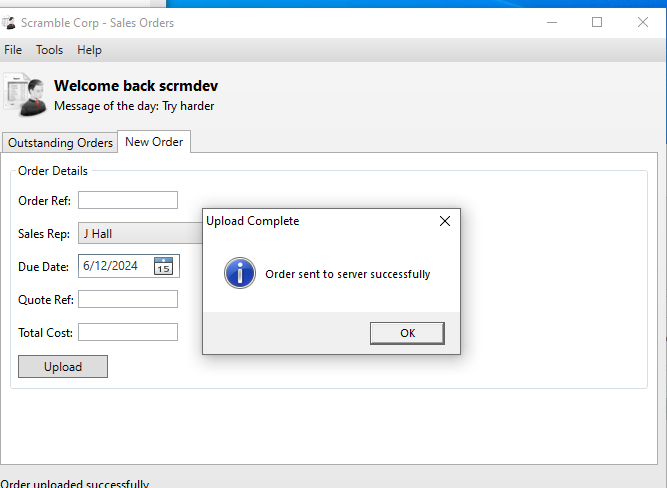 Scramble Corp - Sales Orders
File Tools Help
Welcome back scrmdev
Message of the day: Try harder
Outstanding Orders New Order
Order Details
Order Ref:
Sales Rep: J Hall
Due Date: 6/12/2024 15
Quote Ref:
Total Cost:
Upload
Upload Complete
Order sent to server successfully
OK
Order uploaded successfully